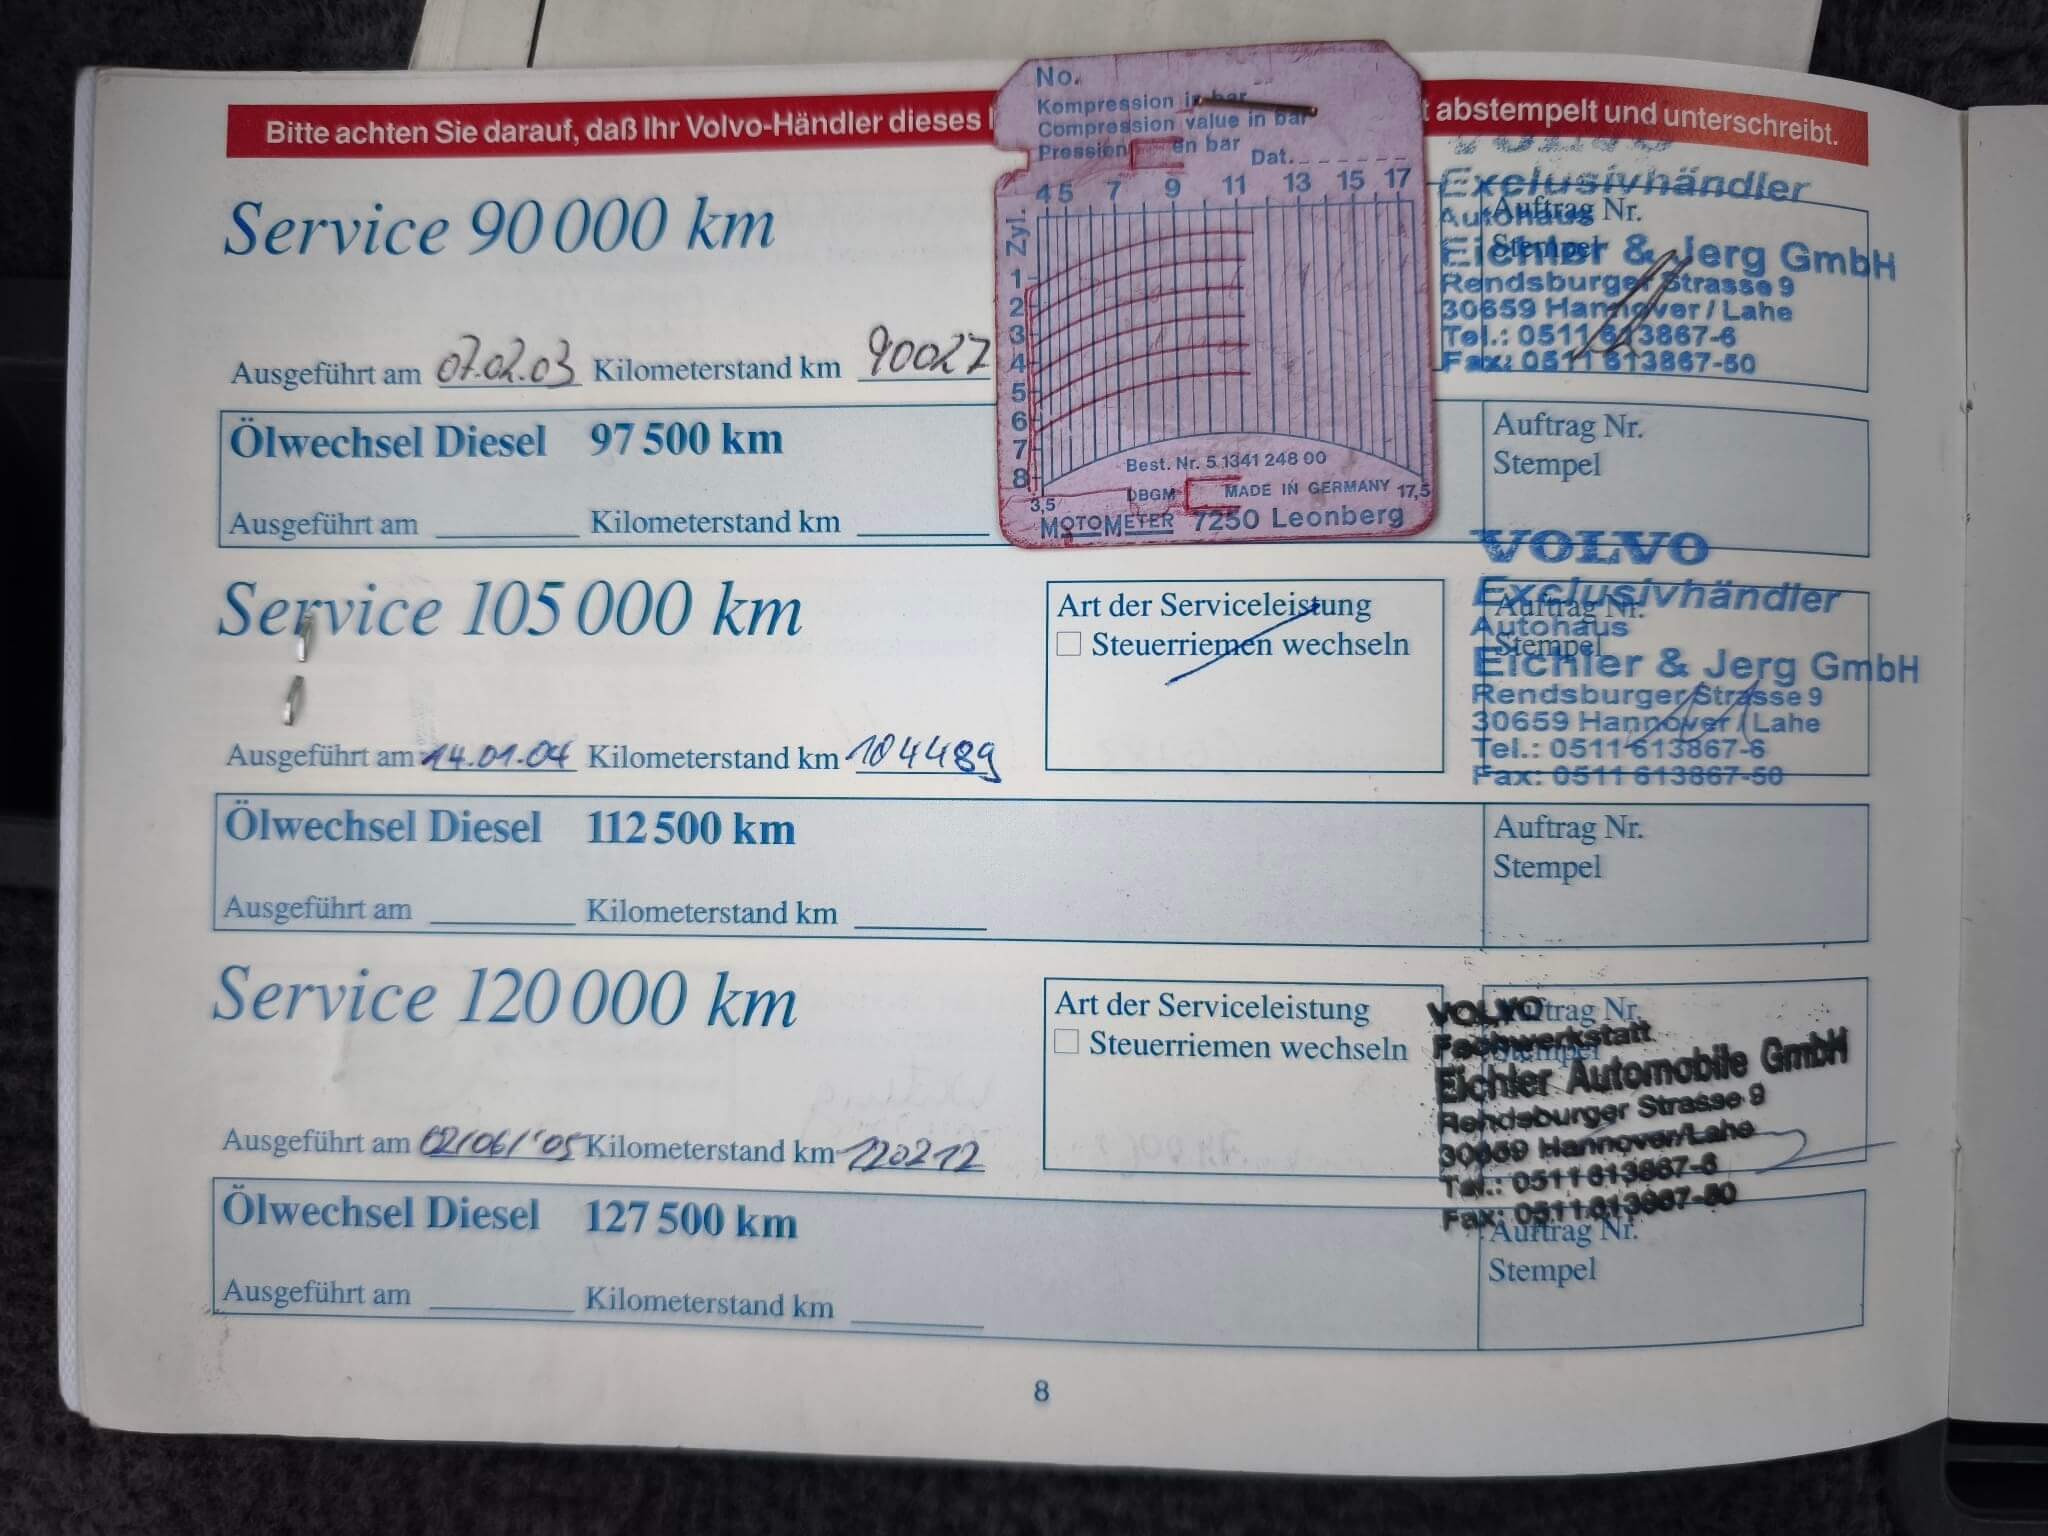 Bitte achten Sie darauf, daß Ihr Volvo-Händler dieses
t abstempelt und unterschreibt.
No.
Kompression in bar
Compression value in bar
Pression en bar
Dat.
4 5 7 9 11 13 15 17
Zyl.
1
2
3
4
5
6
7
8
3,5
17,5
Best. Nr. 5 1341 248 00
DBGM MADE IN GERMANY
MOTOMETER 7250 Leonberg
Service 90 000 km
Ausgeführt am 07.02.03 Kilometerstand km 90027
Auftrag Nr.
Stempel
VOLVO
Exclusivhändler
Autohaus
Eichler & Jerg GmbH
Rendsburger Strasse 9
30659 Hannover / Lahe
Tel.: 0511 613867-6
Fax: 0511 613867-50
Ölwechsel Diesel 97 500 km
Ausgeführt am Kilometerstand km
Auftrag Nr.
Stempel
Service 105 000 km
Ausgeführt am 14.01.04 Kilometerstand km 104489
Art der Serviceleistung
Steuerriemen wechseln
Auftrag Nr.
Stempel
VOLVO
Exclusivhändler
Autohaus
Eichler & Jerg GmbH
Rendsburger Strasse 9
30659 Hannover / Lahe
Tel.: 0511 613867-6
Fax: 0511 613867-50
Ölwechsel Diesel 112 500 km
Ausgeführt am Kilometerstand km
Auftrag Nr.
Stempel
Service 120 000 km
Ausgeführt am 02/06/'05 Kilometerstand km 120212
Art der Serviceleistung
Steuerriemen wechseln
Auftrag Nr.
Stempel
VOLVO
Fachwerkstatt
Eichler Automobile GmbH
Rendsburger Strasse 9
30659 Hannover/Lahe
Tel.: 0511 613867-6
Fax: 0511 613867-50
Ölwechsel Diesel 127 500 km
Ausgeführt am Kilometerstand km
Auftrag Nr.
Stempel
8